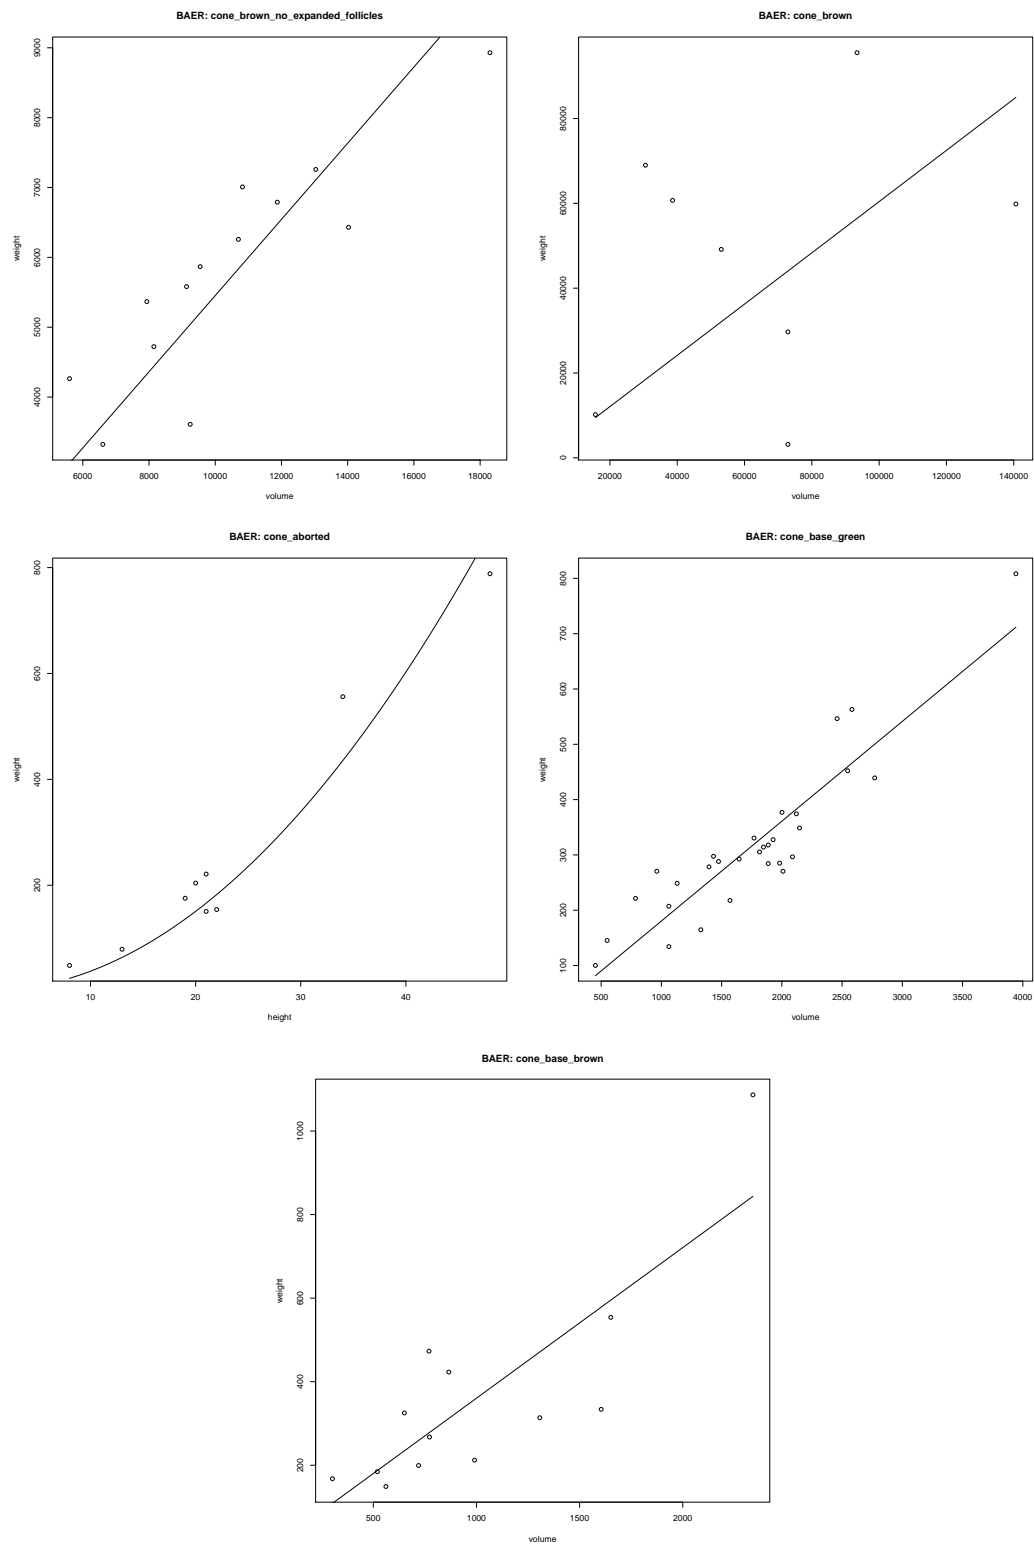 BAER: cone_brown_no_expanded_follicles
9000
8000
7000
6000
5000
4000
weight
6000 8000 10000 12000 14000 16000 18000
volume
BAER: cone_brown
80000
60000
40000
20000
0
weight
20000 40000 60000 80000 100000 120000 140000
volume
BAER: cone_aborted
800
600
400
200
weight
10 20 30 40
height
BAER: cone_base_green
800
700
600
500
400
300
200
100
weight
500 1000 1500 2000 2500 3000 3500 4000
volume
BAER: cone_base_brown
1000
800
600
400
200
weight
500 1000 1500 2000
volume